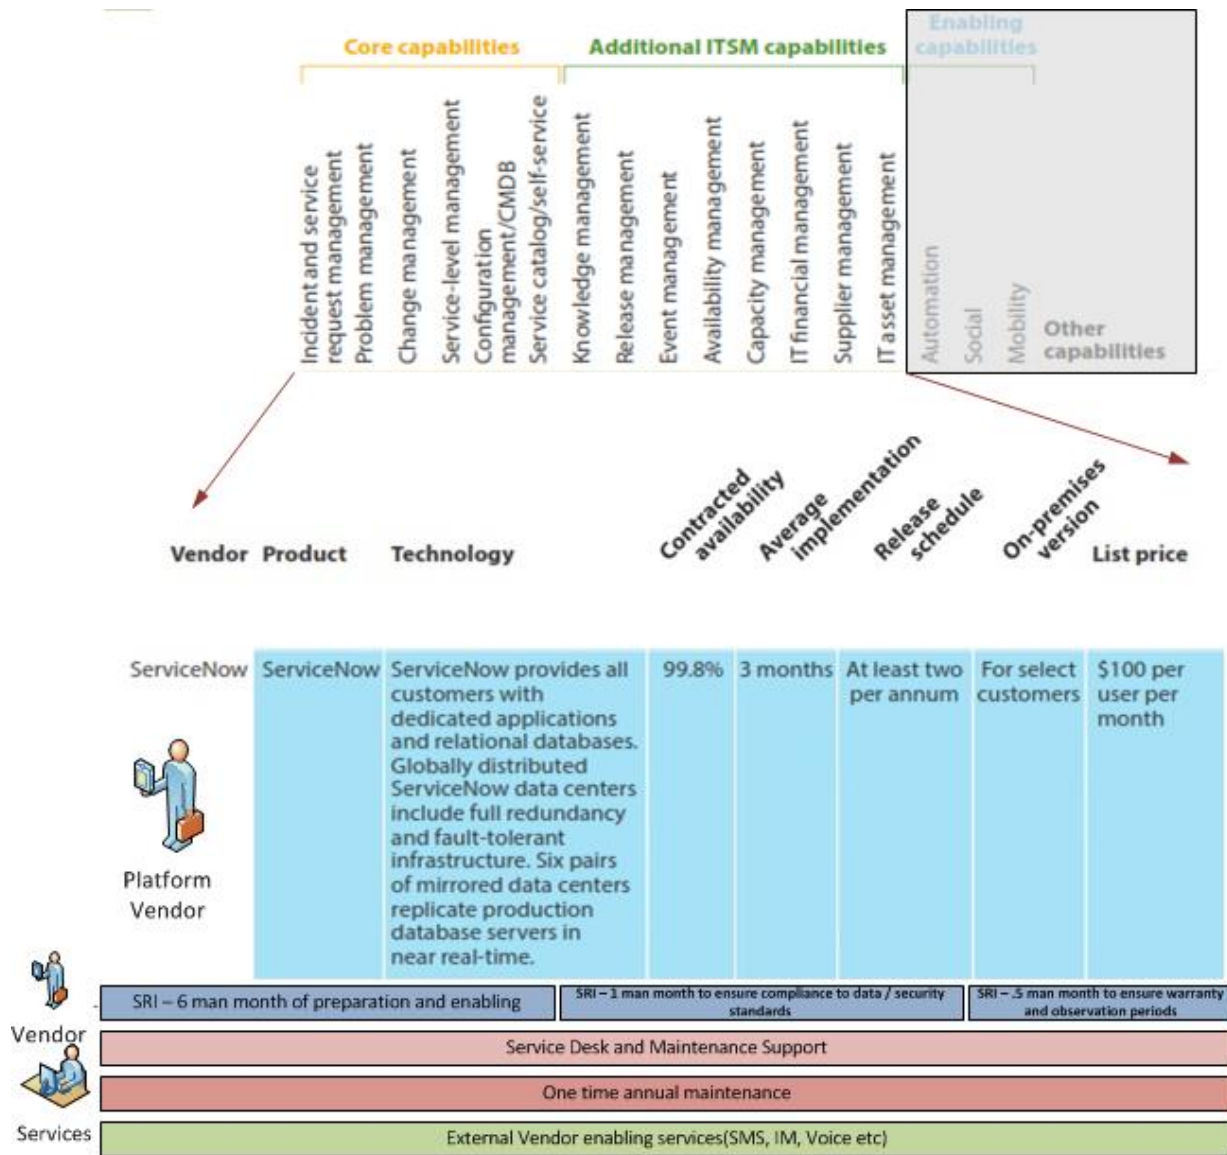 Core capabilities
Additional ITSM capabilities
Enabling
capabilities
Incident and service
request management
Problem management
Change management
Service-level management
Configuration
management/CMDB
Service catalog/self-service
Knowledge management
Release management
Event management
Availability management
Capacity management
IT financial management
Supplier management
IT asset management
Automation
Social
Mobility
Other
capabilities
Vendor
Product
Technology
Contracted
availability
Average
implementation
Release
schedule
On-premises
version
List price
ServiceNow
ServiceNow
ServiceNow provides all
customers with
dedicated applications
and relational databases.
Globally distributed
ServiceNow data centers
include full redundancy
and fault-tolerant
infrastructure. Six pairs
of mirrored data centers
replicate production
database servers in
near real-time.
99.8%
3 months
At least two
per annum
For select
customers
$100 per
user per
month
Platform
Vendor
SRI – 6 man month of preparation and enabling
SRI – 1 man month to ensure compliance to data / security
standards
SRI – .5 man month to ensure warranty
and observation periods
Vendor
Service Desk and Maintenance Support
One time annual maintenance
Services
External Vendor enabling services(SMS, IM, Voice etc)